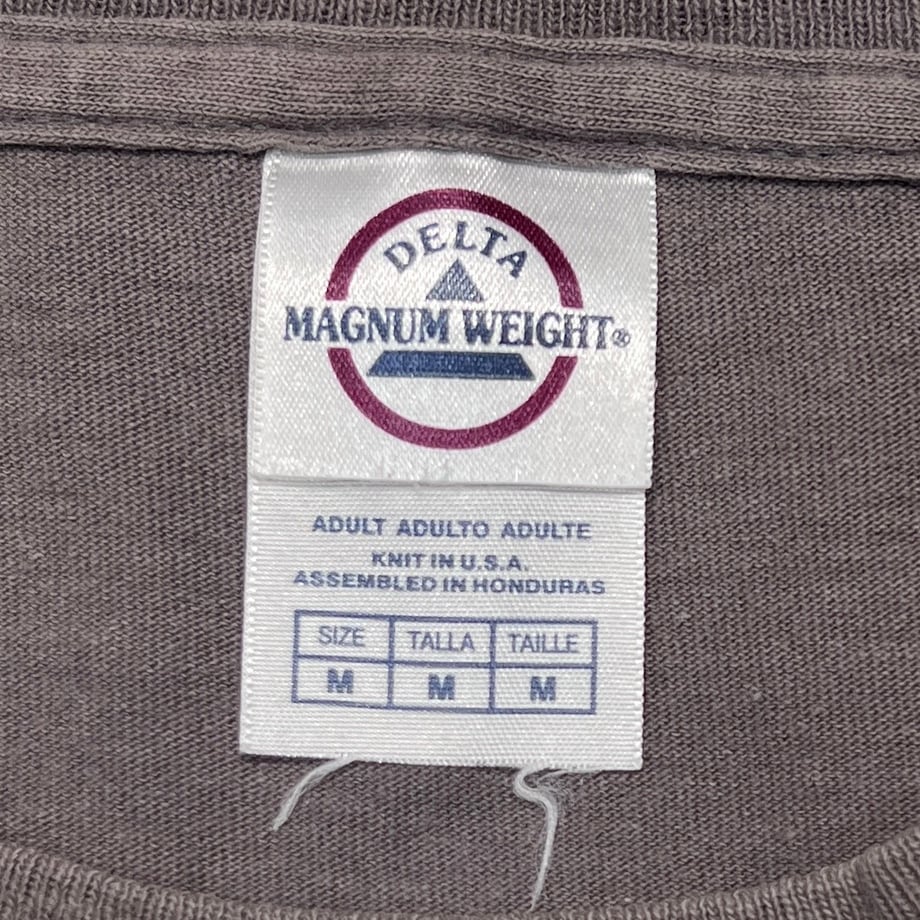 DELTA
MAGNUM WEIGHT®
ADULT ADULTO ADULTE
KNIT IN U.S.A.
ASSEMBLED IN HONDURAS
SIZE TALLA TAILLE
M M M